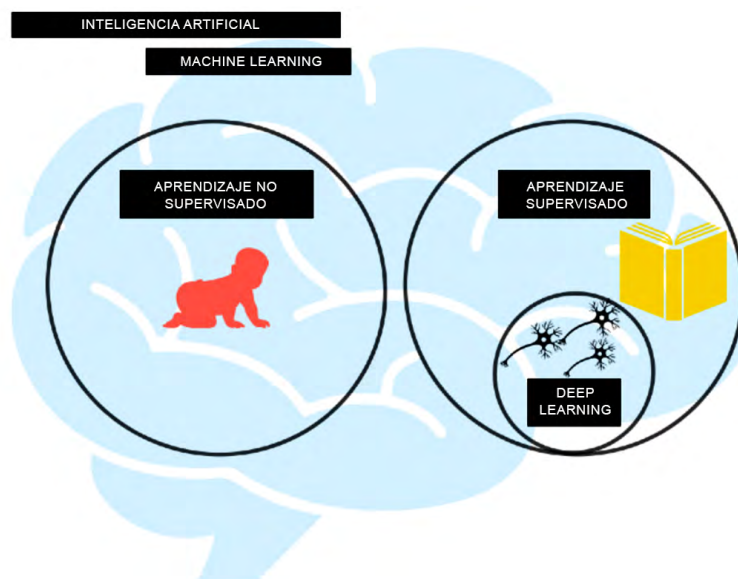 INTELIGENCIA ARTIFICIAL
MACHINE LEARNING
APRENDIZAJE NO
SUPERVISADO
APRENDIZAJE
SUPERVISADO
DEEP
LEARNING